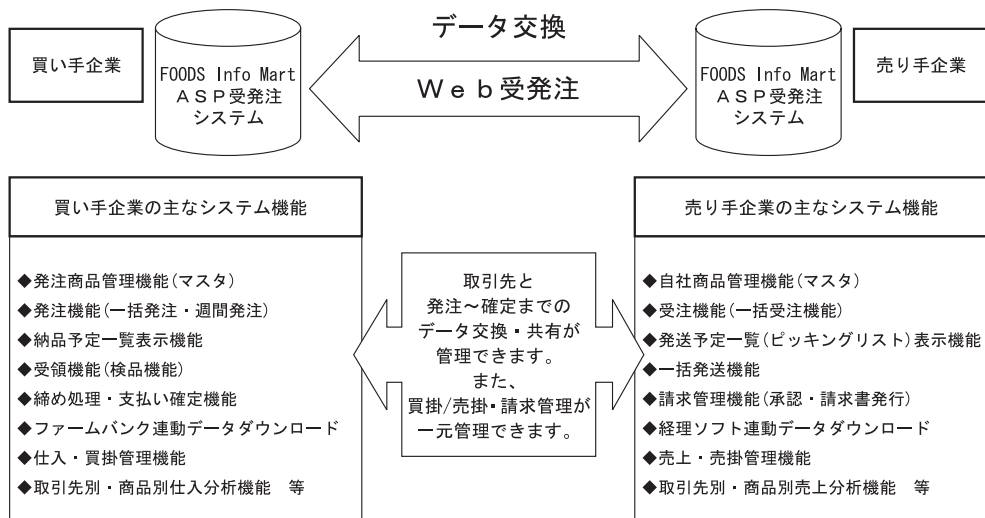 データ交換
買い手企業
FOODS Info Mart
ASP受発注
システム
Web受発注
FOODS Info Mart
ASP受発注
システム
売り手企業
買い手企業の主なシステム機能
◆発注商品管理機能(マスタ)
◆発注機能(一括発注・週間発注)
◆納品予定一覧表示機能
◆受領機能(検品機能)
◆締め処理・支払い確定機能
◆ファームバンク連動データダウンロード
◆仕入・買掛管理機能
◆取引先別・商品別仕入分析機能 等
取引先と
発注～確定までの
データ交換・共有が
管理できます。
また、
買掛/売掛・請求管理が
一元管理できます。
売り手企業の主なシステム機能
◆自社商品管理機能(マスタ)
◆受注機能(一括受注機能)
◆発送予定一覧(ピッキングリスト)表示機能
◆一括発送機能
◆請求管理機能(承認・請求書発行)
◆経理ソフト連動データダウンロード
◆売上・売掛管理機能
◆取引先別・商品別売上分析機能 等